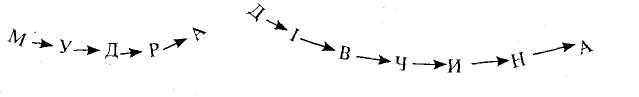 М → У → Д → Р → А
Д → І → В → Ч → И → Н → А